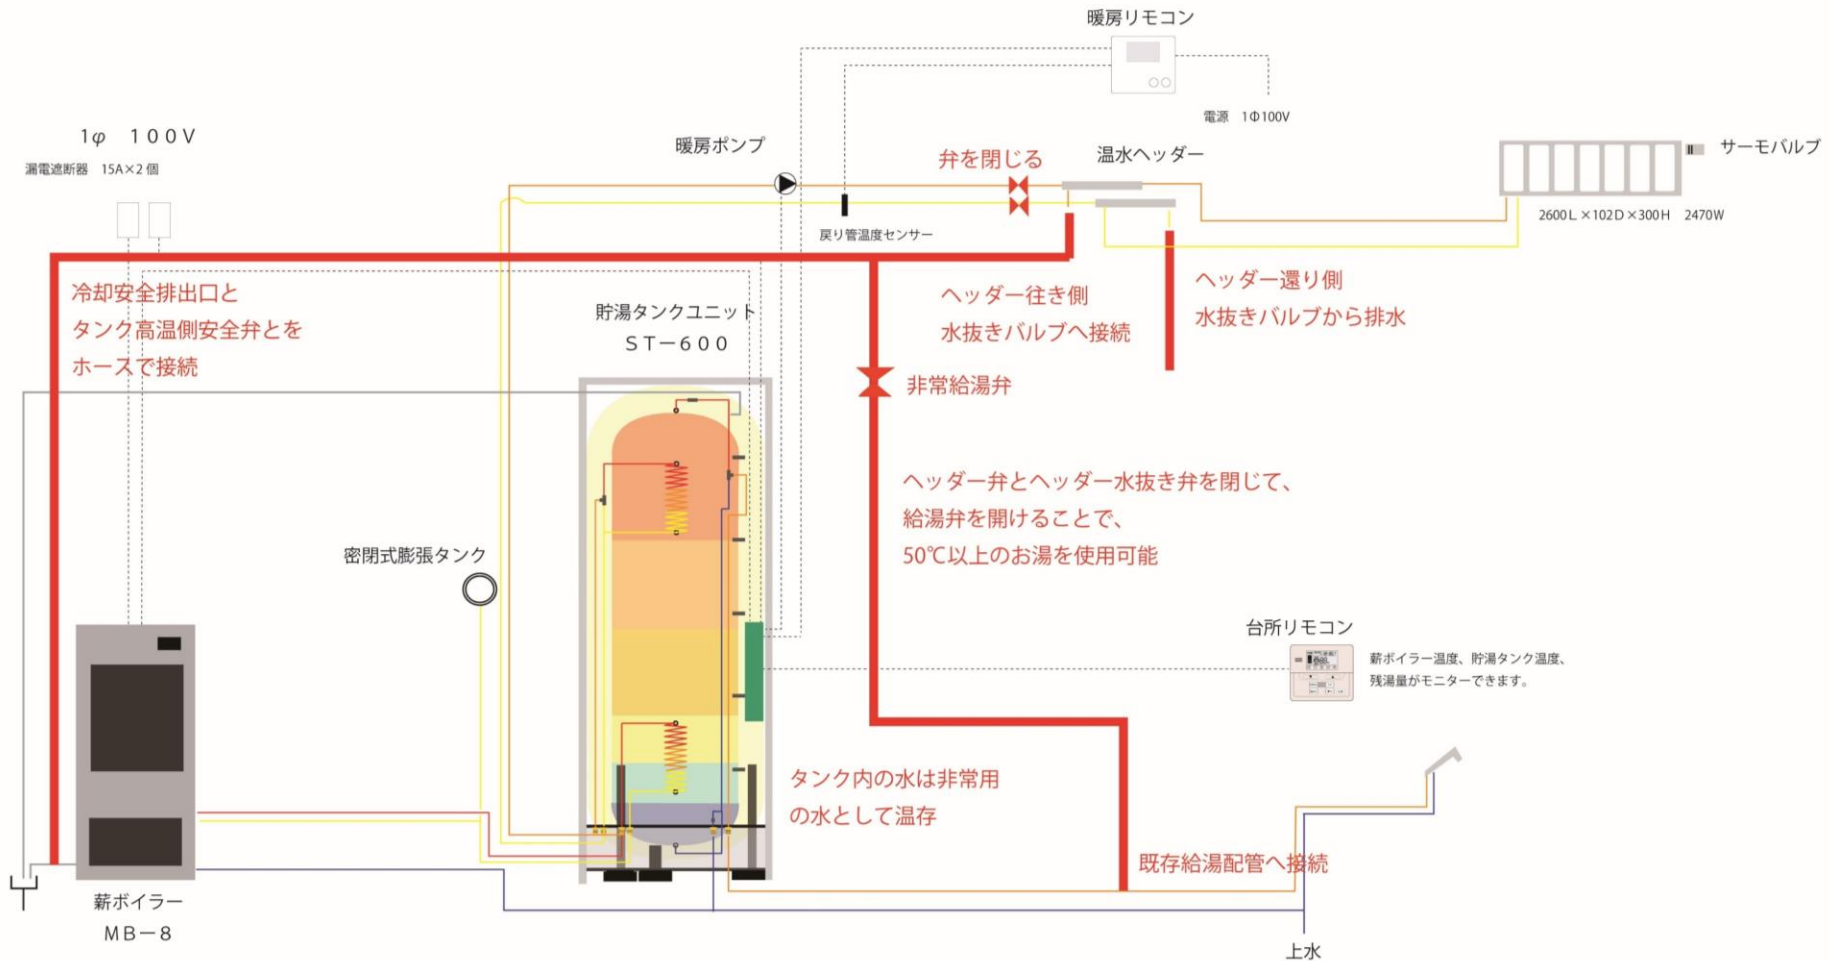 暖房リモコン
電源　1Φ100V
1φ　１００V
漏電遮断器　15A×2個
暖房ポンプ
弁を閉じる
温水ヘッダー
サーモバルブ
2600L×102D×300H　2470W
戻り管温度センサー
冷却安全排出口と
タンク高温側安全弁とを
ホースで接続
貯湯タンクユニット
ＳＴ－６００
ヘッダー往き側
水抜きバルブへ接続
ヘッダー還り側
水抜きバルブから排水
非常給湯弁
ヘッダー弁とヘッダー水抜き弁を閉じて、
給湯弁を開けることで、
50℃以上のお湯を使用可能
密閉式膨張タンク
台所リモコン
薪ボイラー温度、貯湯タンク温度、
残湯量がモニターできます。
タンク内の水は非常用
の水として温存
既存給湯配管へ接続
薪ボイラー
ＭＢ－８
上水